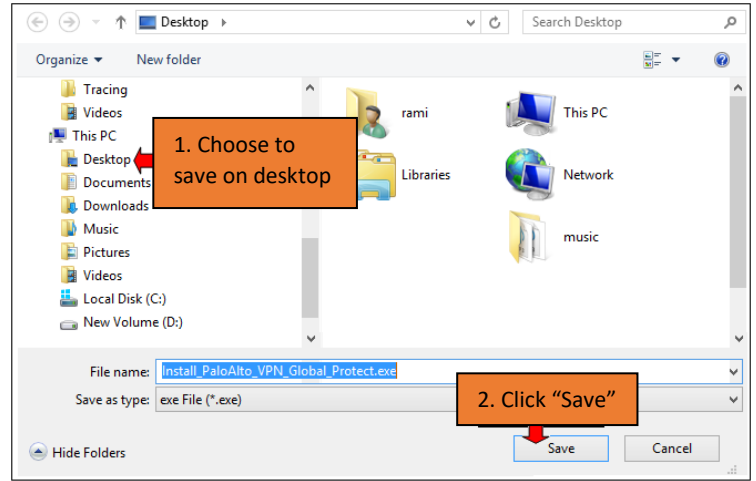 Desktop
Search Desktop
Organize
New folder
Tracing
Videos
This PC
Desktop
Documents
Downloads
Music
Pictures
Videos
Local Disk (C:)
New Volume (D:)
1. Choose to
save on desktop
rami
This PC
Libraries
Network
music
File name: Install_PaloAlto_VPN_Global_Protect.exe
Save as type: exe File (*.exe)
2. Click “Save”
Hide Folders
Save
Cancel